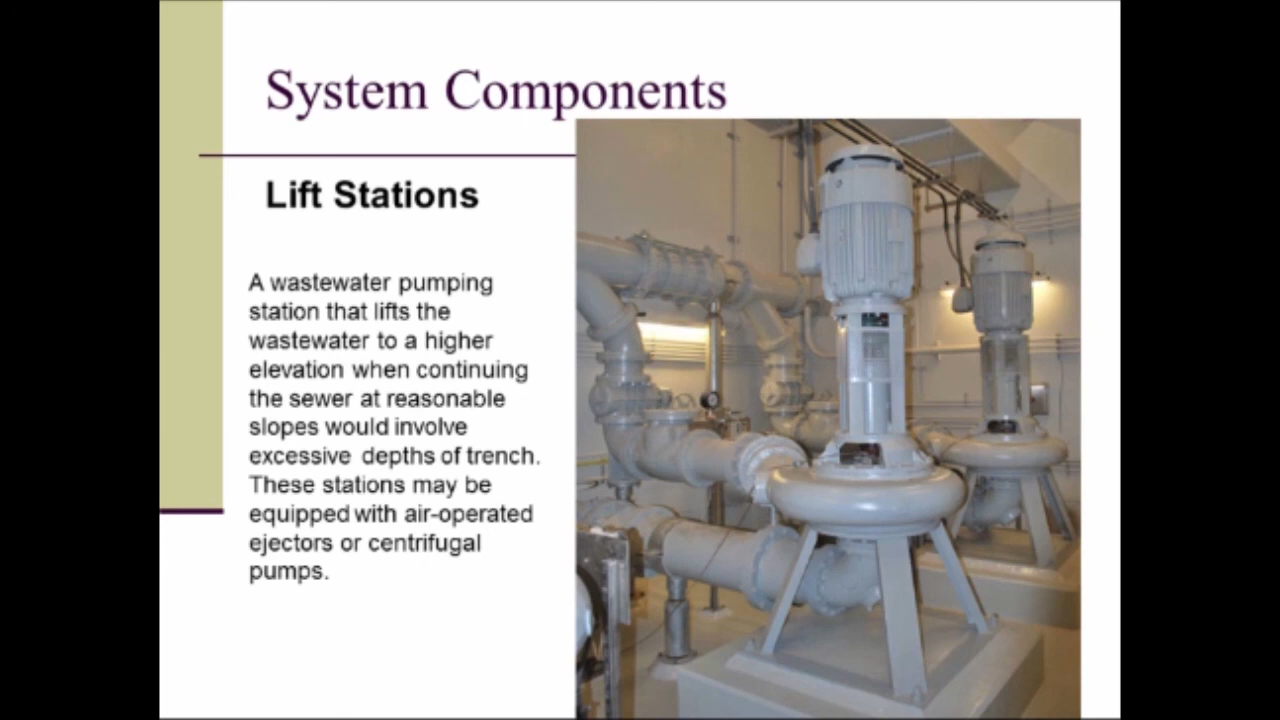 System Components
Lift Stations
A wastewater pumping
station that lifts the
wastewater to a higher
elevation when continuing
the sewer at reasonable
slopes would involve
excessive depths of trench.
These stations may be
equipped with air-operated
ejectors or centrifugal
pumps.